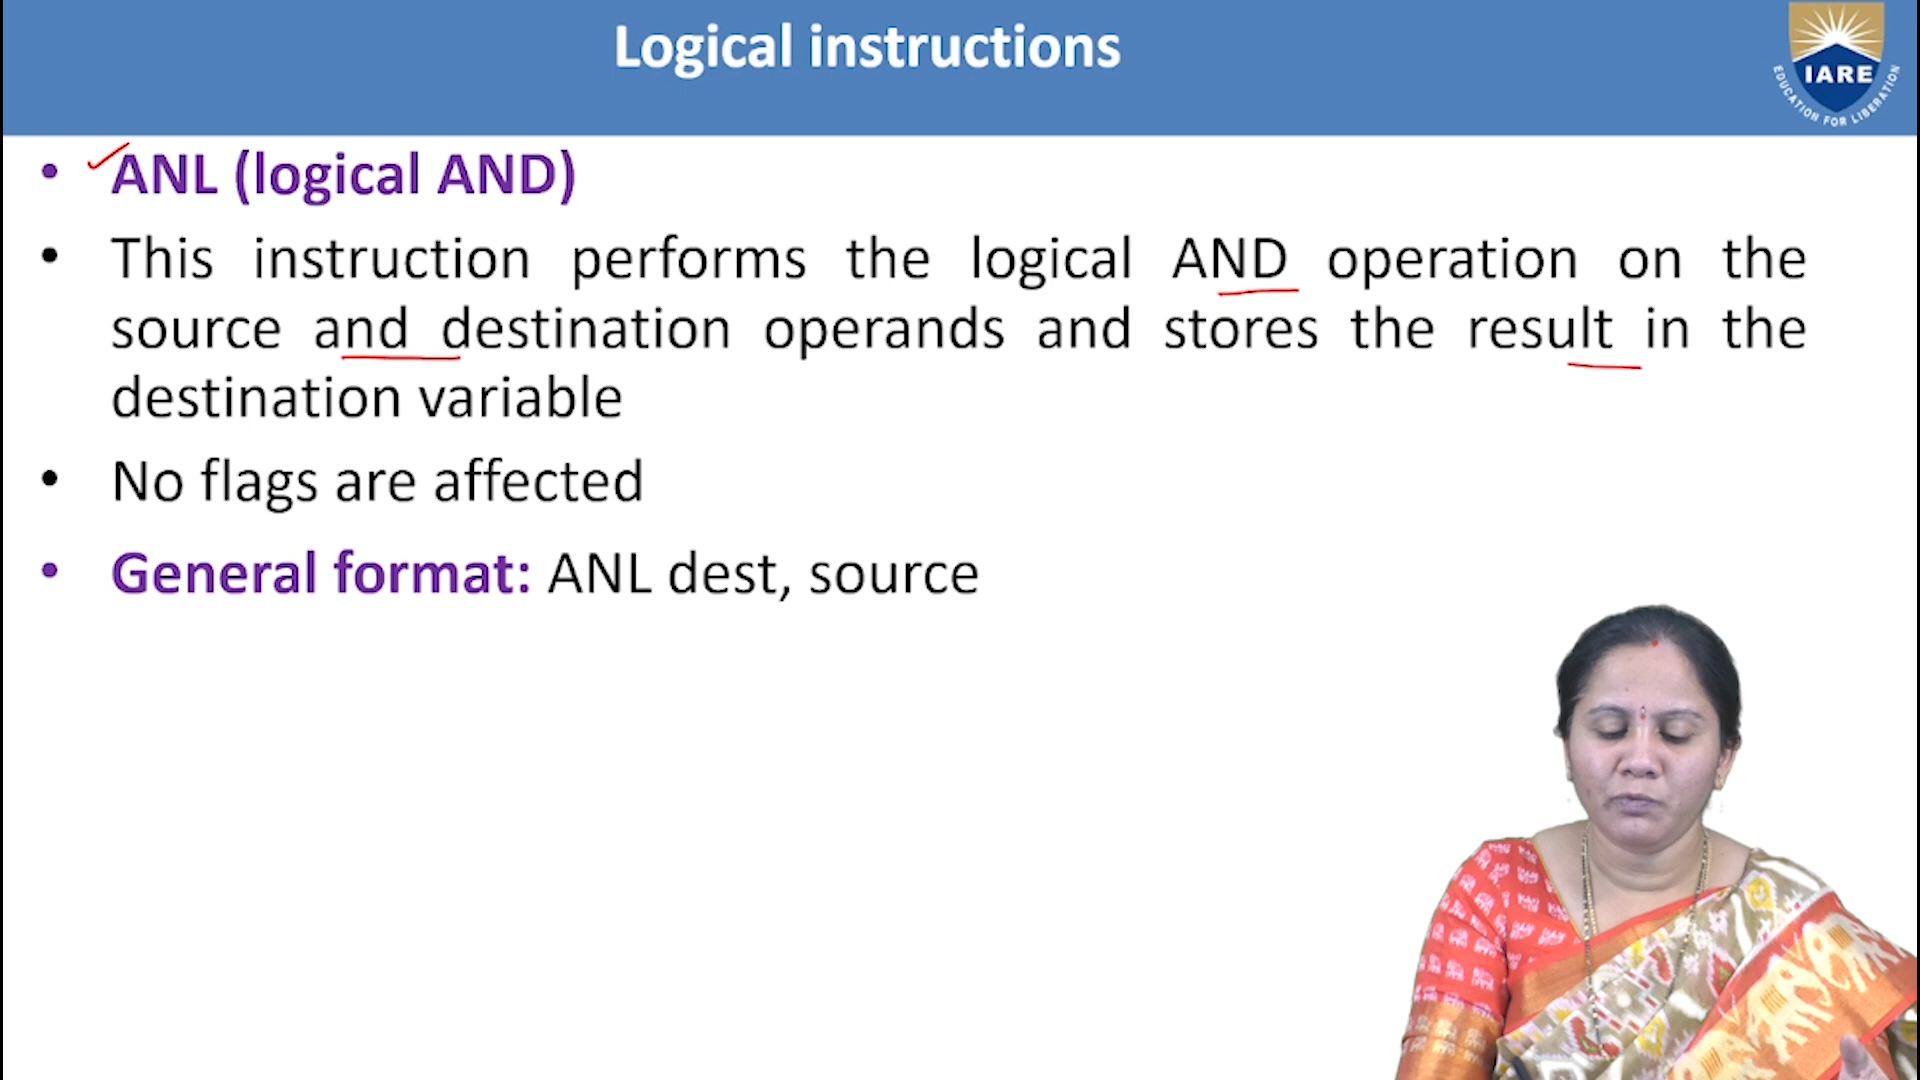 Logical instructions
IARE
EDUCATION FOR LIBERATION
• ANL (logical AND)
• This instruction performs the logical AND operation on the
source and destination operands and stores the result in the
destination variable
• No flags are affected
• General format: ANL dest, source